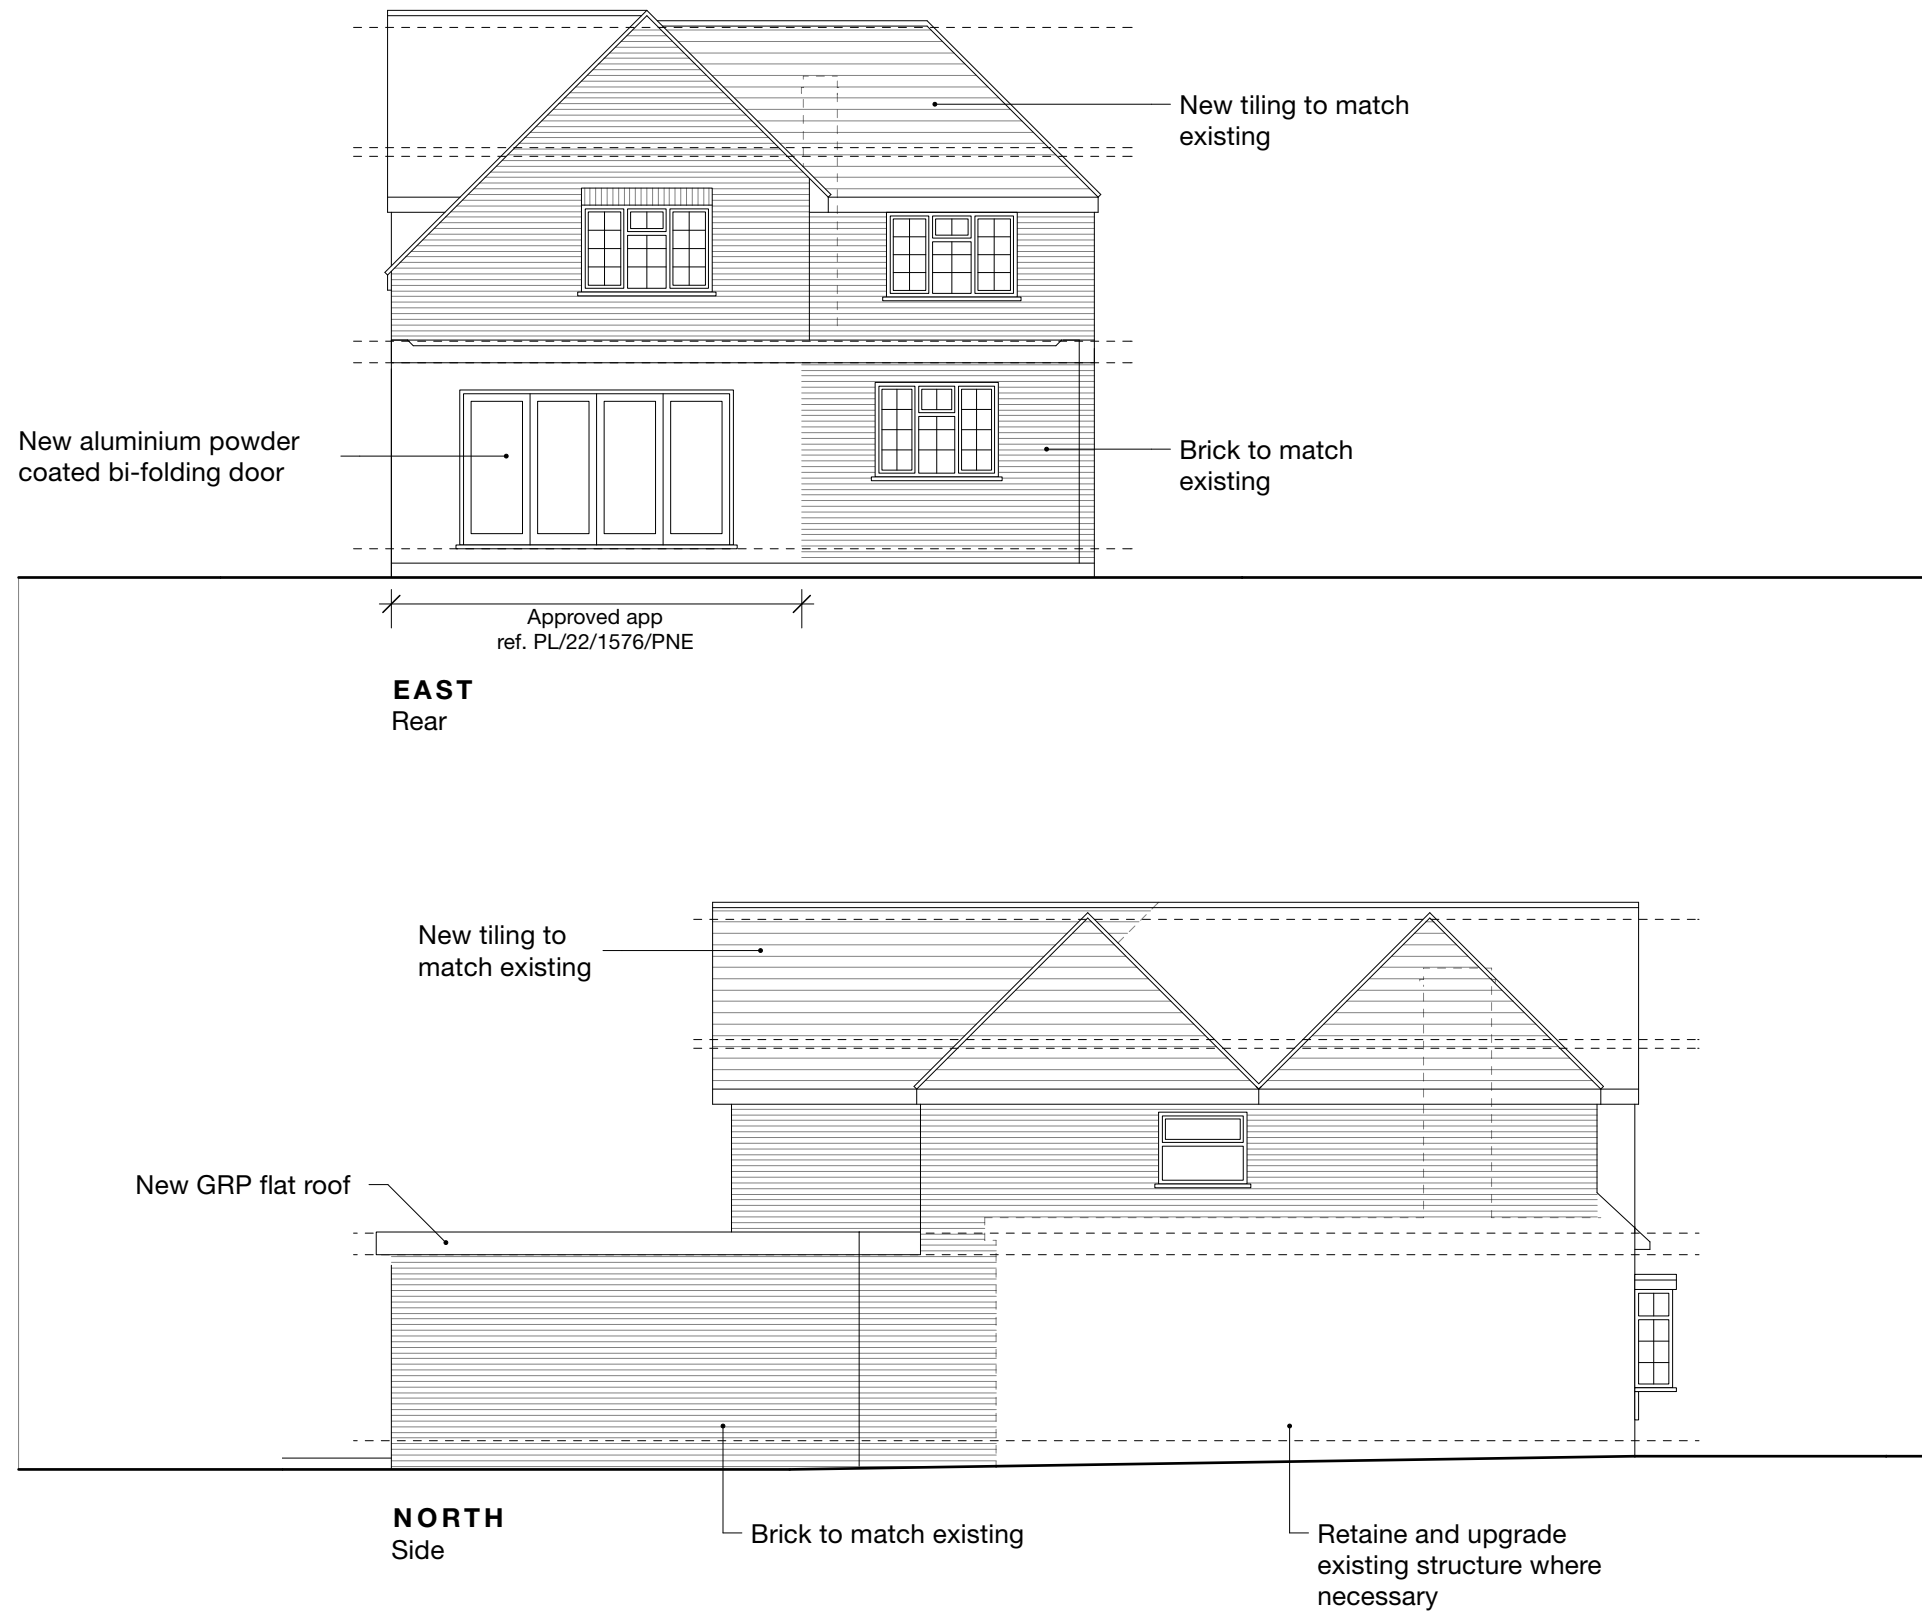 New tiling to match
existing
New aluminium powder
coated bi-folding door
Brick to match
existing
Approved app
ref. PL/22/1576/PNE
EAST
Rear
New tiling to
match existing
New GRP flat roof
NORTH
Side
Brick to match existing
Retaine and upgrade
existing structure where
necessary